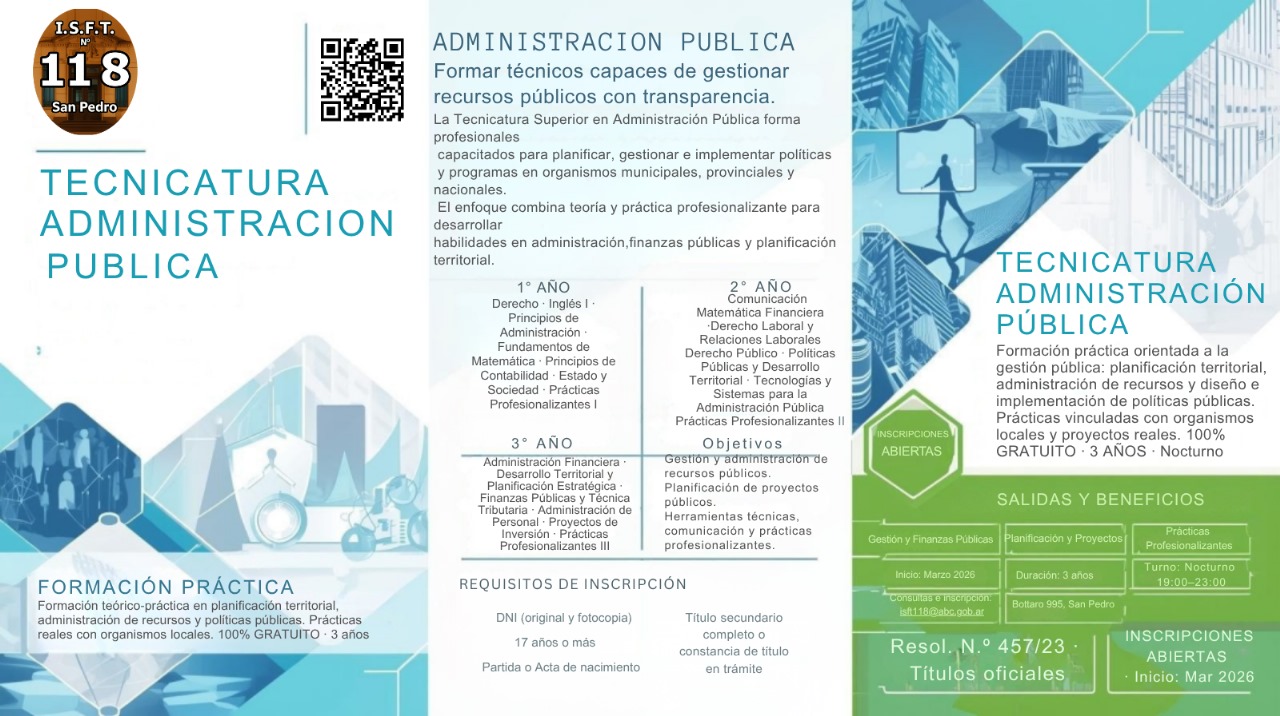 I.S.F.T.
Nº
118
San Pedro
TECNICATURA
ADMINISTRACION
PUBLICA
FORMACIÓN PRÁCTICA
Formación teórico-práctica en planificación territorial,
administración de recursos y políticas públicas. Prácticas
reales con organismos locales. 100% GRATUITO · 3 años
ADMINISTRACION PUBLICA
Formar técnicos capaces de gestionar
recursos públicos con transparencia.
La Tecnicatura Superior en Administración Pública forma
profesionales
capacitados para planificar, gestionar e implementar políticas
y programas en organismos municipales, provinciales y
nacionales.
El enfoque combina teoría y práctica profesionalizante para
desarrollar
habilidades en administración,finanzas públicas y planificación
territorial.
1° AÑO
Derecho · Inglés I ·
Principios de
Administración ·
Fundamentos de
Matemática · Principios de
Contabilidad · Estado y
Sociedad · Prácticas
Profesionalizantes I
2° AÑO
Comunicación
Matemática Financiera
·Derecho Laboral y
Relaciones Laborales
Derecho Público · Políticas
Públicas y Desarrollo
Territorial · Tecnologías y
Sistemas para la
Administración Pública
Prácticas Profesionalizantes II
3° AÑO
Administración Financiera ·
Desarrollo Territorial y
Planificación Estratégica ·
Finanzas Públicas y Técnica
Tributaria · Administración de
Personal · Proyectos de
Inversión · Prácticas
Profesionalizantes III
Objetivos
Gestión y administración de
recursos públicos.
Planificación de proyectos
públicos.
Herramientas técnicas,
comunicación y prácticas
profesionalizantes.
REQUISITOS DE INSCRIPCIÓN
DNI (original y fotocopia)
17 años o más
Partida o Acta de nacimiento
Título secundario
completo o
constancia de título
en trámite
TECNICATURA
ADMINISTRACIÓN
PÚBLICA
Formación práctica orientada a la
gestión pública: planificación territorial,
administración de recursos y diseño e
implementación de políticas públicas.
Prácticas vinculadas con organismos
locales y proyectos reales. 100%
GRATUITO · 3 AÑOS · Nocturno
INSCRIPCIONES
ABIERTAS
SALIDAS Y BENEFICIOS
Gestión y Finanzas Públicas
Planificación y Proyectos
Prácticas
Profesionalizantes
Inicio: Marzo 2026
Duración: 3 años
Turno: Nocturno
19:00–23:00
Consultas e Inscripción:
isft118@abc.gob.ar
Bottaro 995, San Pedro
Resol. N.º 457/23 ·
Títulos oficiales
INSCRIPCIONES
ABIERTAS
· Inicio: Mar 2026